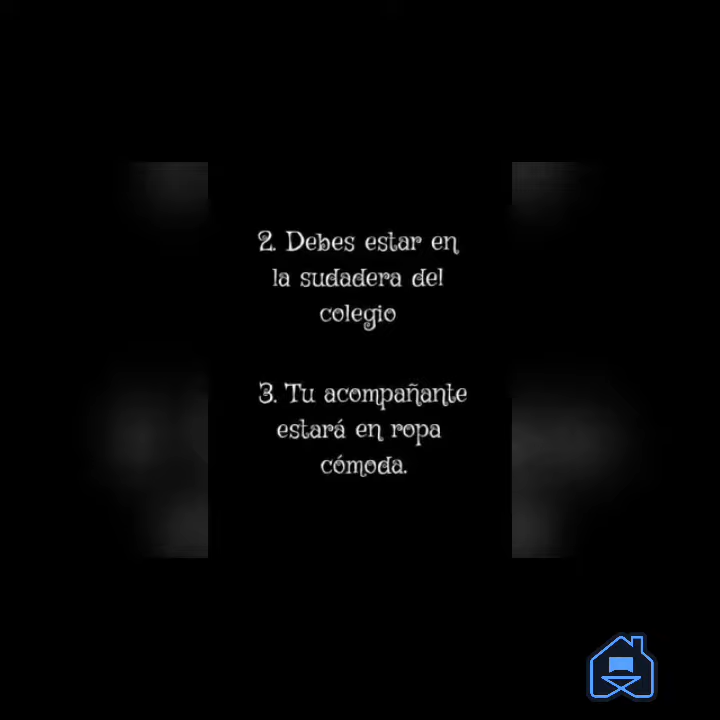 2. Debes estar en
la sudadera del
colegio
3. Tu acompañante
estará en ropa
cómoda.